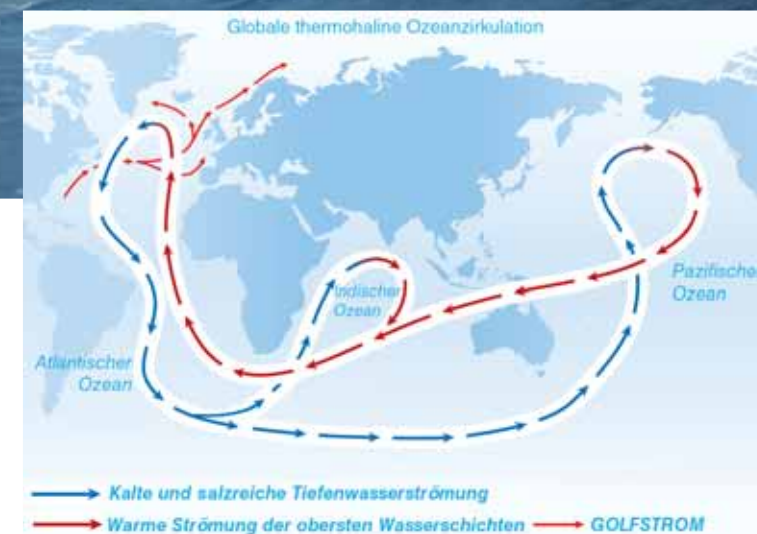 Globale thermohaline Ozeanzirkulation
Indischer
Ozean
Pazifischer
Ozean
Atlantischer
Ozean
Kalte und salzreiche Tiefenwasserströmung
Warme Strömung der obersten Wasserschichten
GOLFSTROM